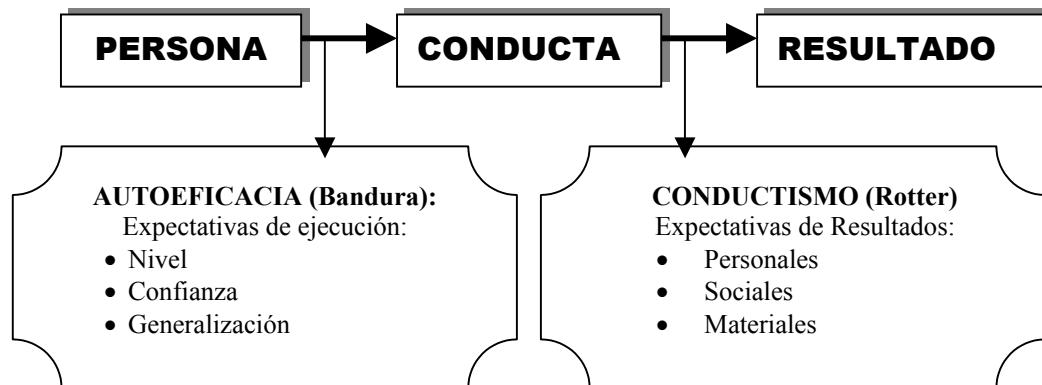 PERSONA
CONDUCTA
RESULTADO
AUTOEFICACIA (Bandura):
Expectativas de ejecución:
• Nivel
• Confianza
• Generalización
CONDUCTISMO (Rotter)
Expectativas de Resultados:
• Personales
• Sociales
• Materiales